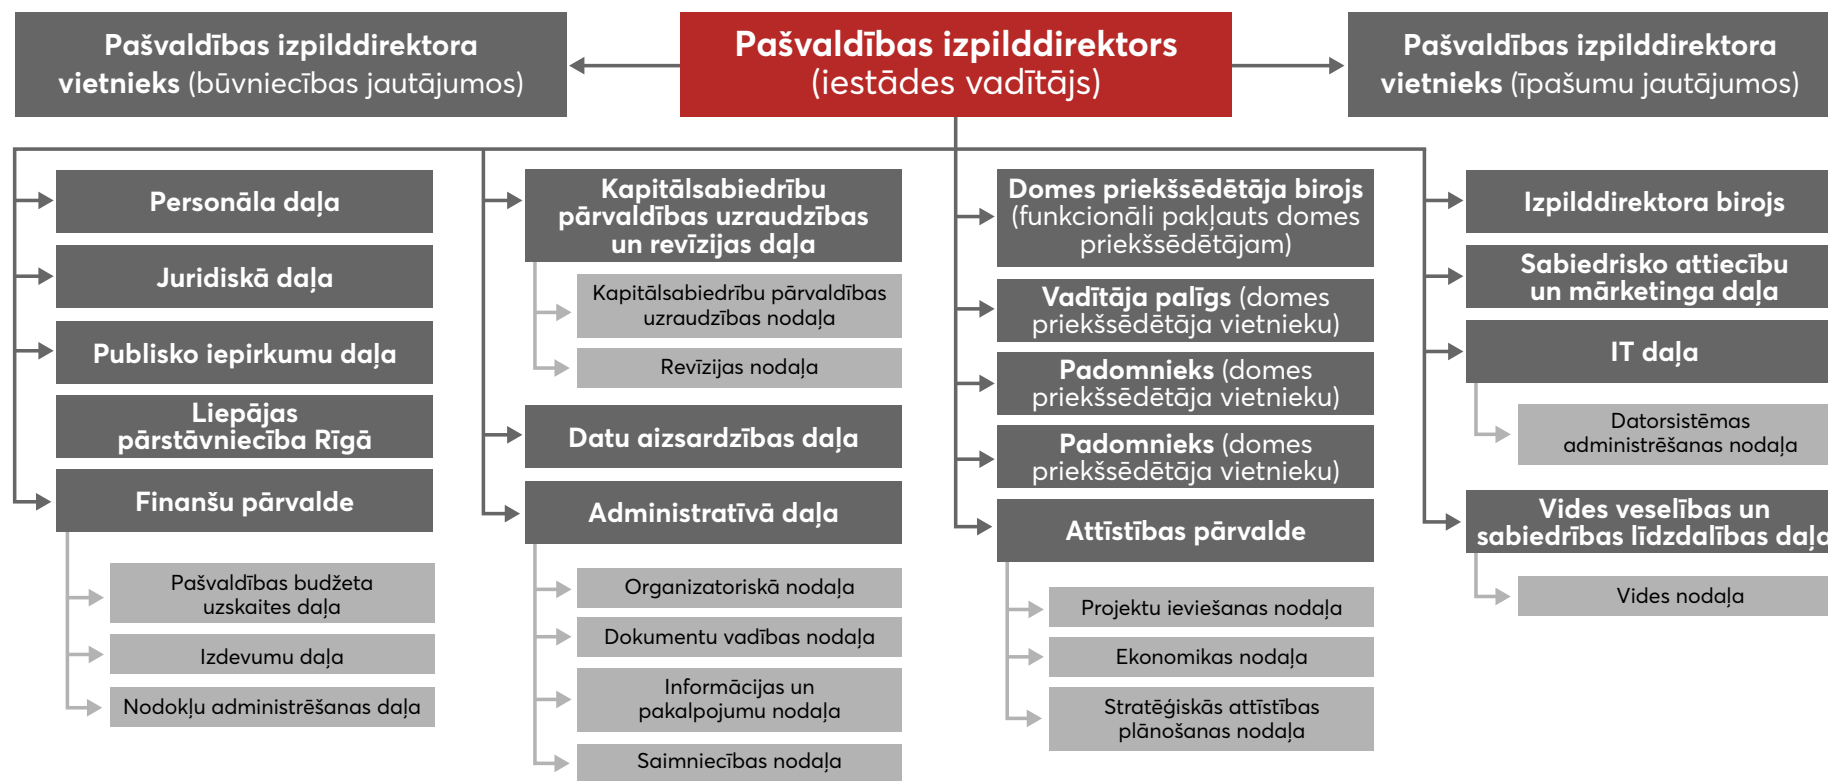 Pašvaldības izpilddirektora
vietnieks (būvniecības jautājumos)
Pašvaldības izpilddirektors
(iestādes vadītājs)
Pašvaldības izpilddirektora
vietnieks (īpašumu jautājumos)
Personāla daļa
Juridiskā daļa
Publisko iepirkumu daļa
Liepājas
pārstāvniecība Rīgā
Finanšu pārvalde
Pašvaldības budžeta
uzskaites daļa
Izdevumu daļa
Nodokļu administrēšanas daļa
Kapitālsabiedrību
pārvaldības uzraudzības
un revīzijas daļa
Kapitālsabiedrību pārvaldības
uzraudzības nodaļa
Revīzijas nodaļa
Datu aizsardzības daļa
Administratīvā daļa
Organizatoriskā nodaļa
Dokumentu vadības nodaļa
Informācijas un
pakalpojumu nodaļa
Saimniecības nodaļa
Domes priekšsēdētāja birojs
(funkcionāli pakļauts domes
priekšsēdētājam)
Vadītāja palīgs (domes
priekšsēdētāja vietnieku)
Padomnieks (domes
priekšsēdētāja vietnieku)
Padomnieks (domes
priekšsēdētāja vietnieku)
Attīstības pārvalde
Projektu ieviešanas nodaļa
Ekonomikas nodaļa
Stratēģiskās attīstības
plānošanas nodaļa
Izpilddirektora birojs
Sabiedrisko attiecību
un mārketinga daļa
IT daļa
Datorsistēmas
administrēšanas nodaļa
Vides veselības un
sabiedrības līdzdalības daļa
Vides nodaļa